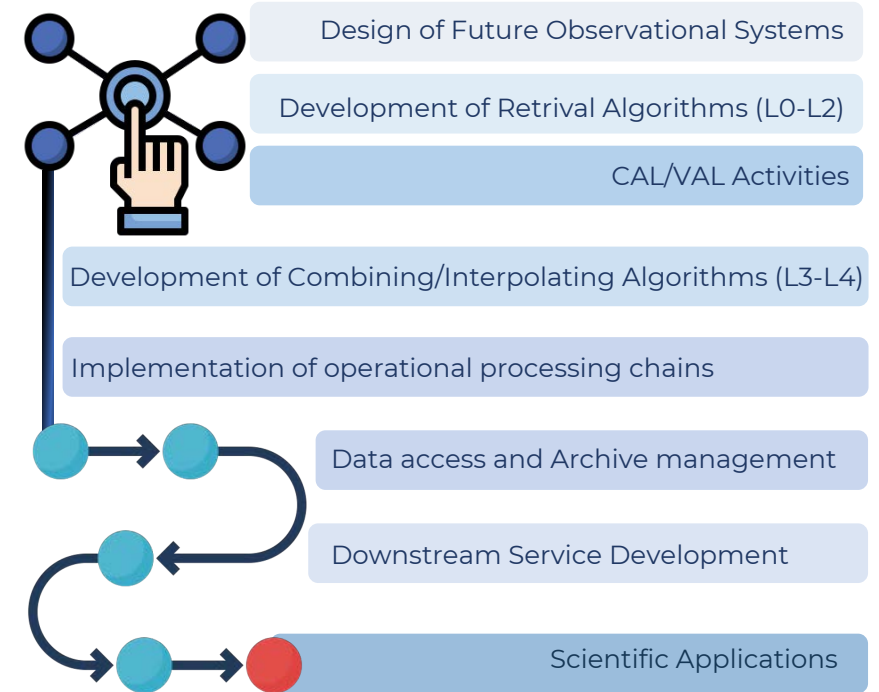 Design of Future Observational Systems
Development of Retrival Algorithms (L0-L2)
CAL/VAL Activities
Development of Combining/Interpolating Algorithms (L3-L4)
Implementation of operational processing chains
Data access and Archive management
Downstream Service Development
Scientific Applications